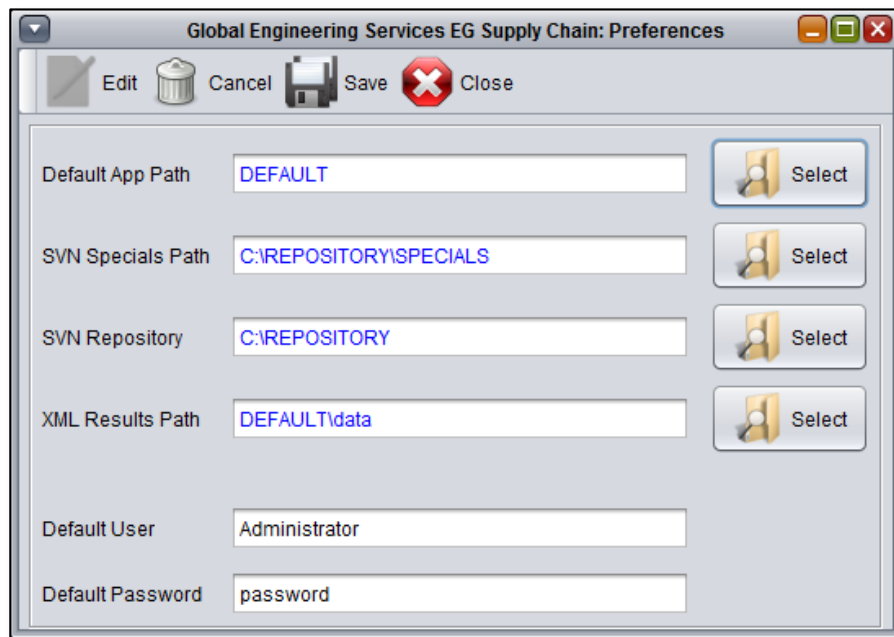 Global Engineering Services EG Supply Chain: Preferences
Edit Cancel Save Close
Default App Path DEFAULT Select
SVN Specials Path C:\REPOSITORY\SPECIALS Select
SVN Repository C:\REPOSITORY Select
XML Results Path DEFAULT\data Select
Default User Administrator
Default Password password